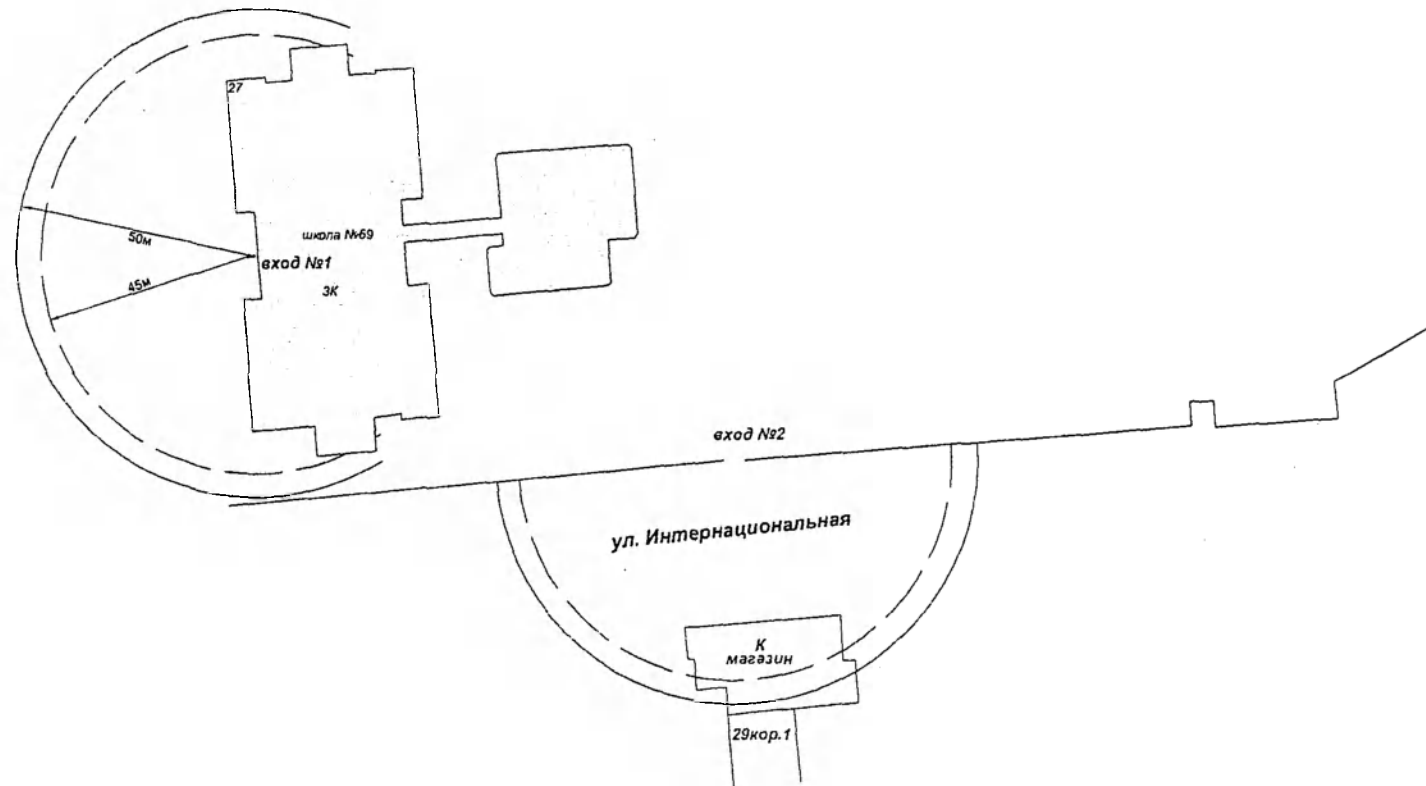 27
школа №69
50м
вход №1
45м
3К
вход №2
ул. Интернациональная
К
магазин
29кор.1